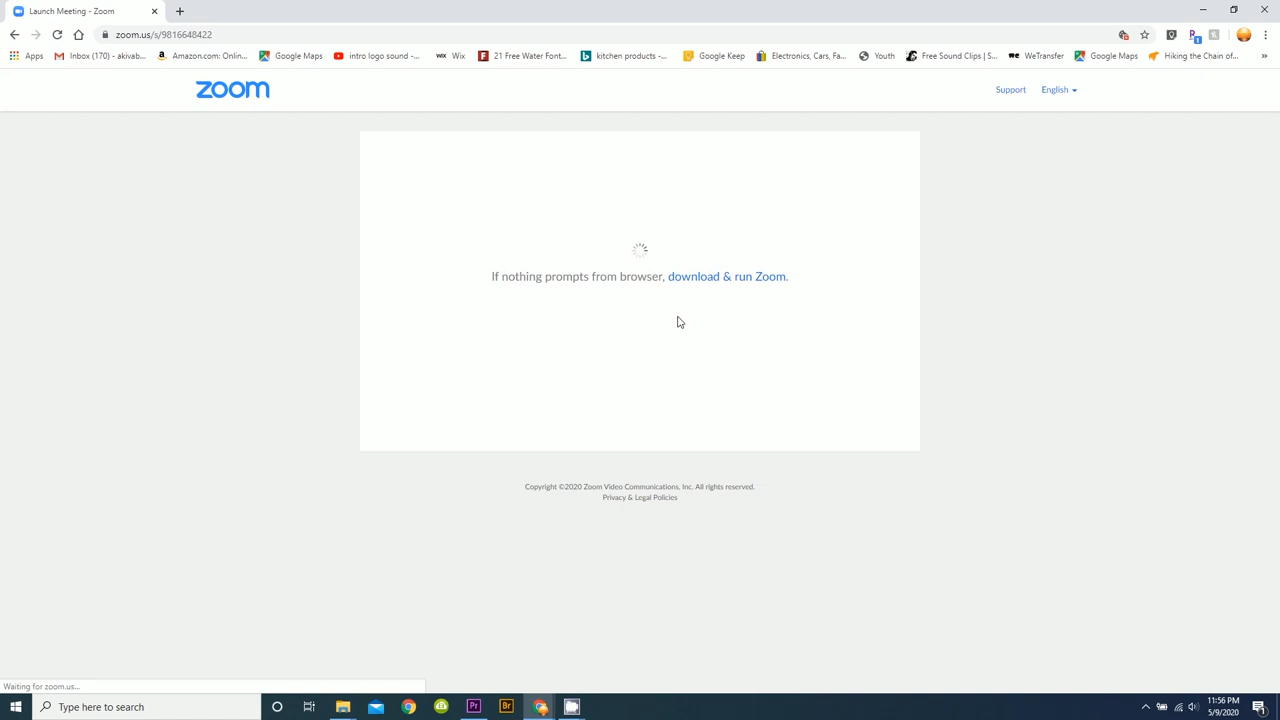 Launch Meeting - Zoom
zoom.us/s/9816648422
Apps
Inbox (170) - akivab...
Amazon.com: Onlin...
Google Maps
intro logo sound -...
WIX Wix
21 Free Water Font...
kitchen products -...
Google Keep
Electronics, Cars, Fa...
Youth
Free Sound Clips | S...
we WeTransfer
Google Maps
Hiking the Chain of...
»
zoom
Support
English
If nothing prompts from browser, download & run Zoom.
Copyright ©2020 Zoom Video Communications, Inc. All rights reserved.
Privacy & Legal Policies
Waiting for zoom.us...
Type here to search
Pr
Br
11:56 PM
5/9/2020